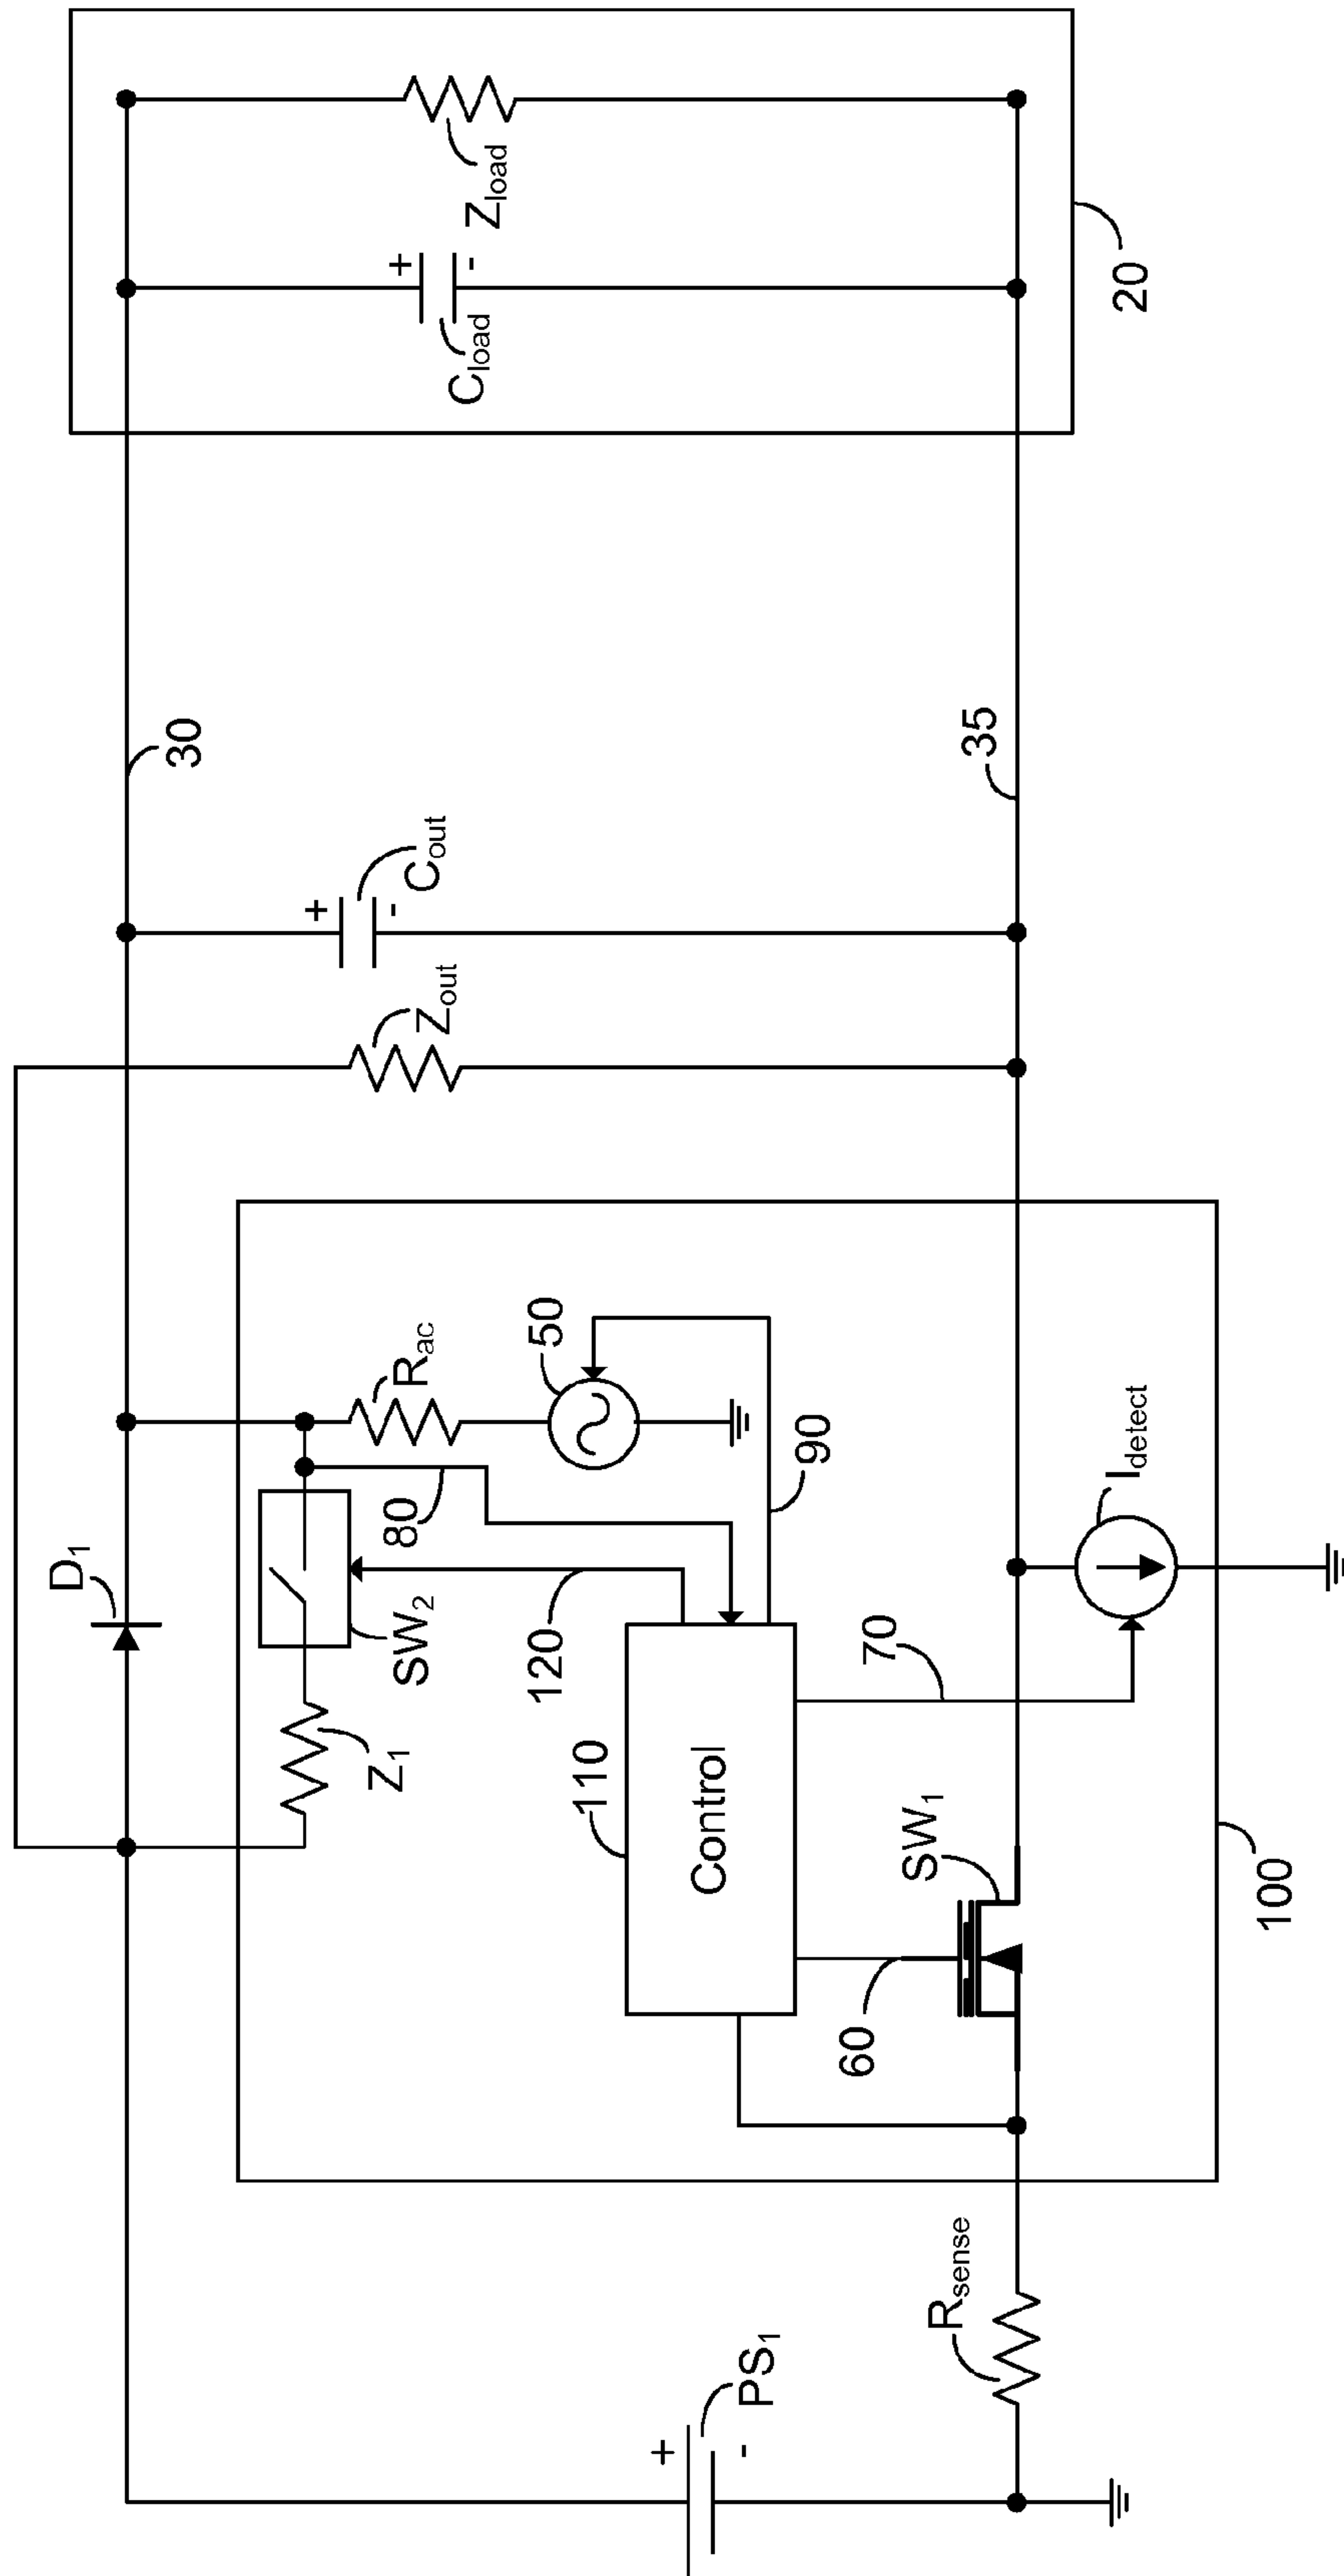 D1
30
Z1
SW2
80
Rac
50
120
90
110
Control
60
SW1
70
Idetect
Zout
+
-
Cout
35
+
-
Cload
Zload
20
+
-
PS1
Rsense
100